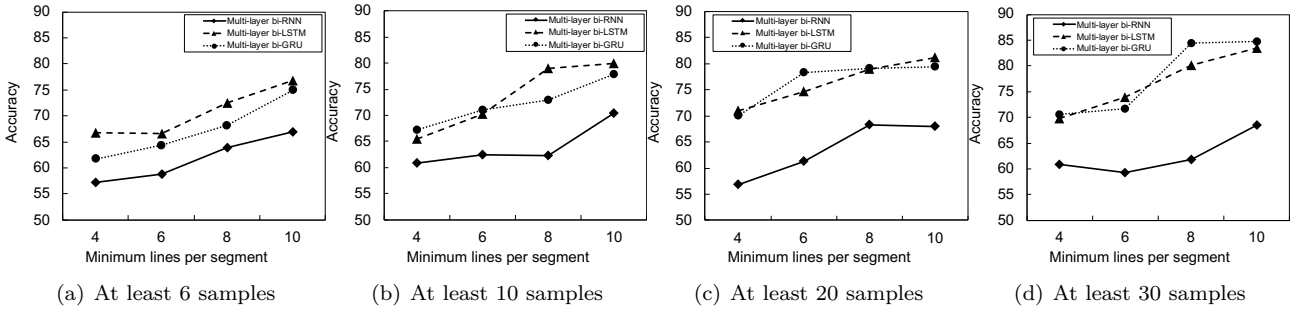 90
85
80
75
70
65
60
55
50
Accuracy
Multi-layer bi-RNN
Multi-layer bi-LSTM
Multi-layer bi-GRU
4 6 8 10
Minimum lines per segment
(a) At least 6 samples
90
85
80
75
70
65
60
55
50
Accuracy
Multi-layer bi-RNN
Multi-layer bi-LSTM
Multi-layer bi-GRU
4 6 8 10
Minimum lines per segment
(b) At least 10 samples
90
85
80
75
70
65
60
55
50
Accuracy
Multi-layer bi-RNN
Multi-layer bi-LSTM
Multi-layer bi-GRU
4 6 8 10
Minimum lines per segment
(c) At least 20 samples
90
85
80
75
70
65
60
55
50
Accuracy
Multi-layer bi-RNN
Multi-layer bi-LSTM
Multi-layer bi-GRU
4 6 8 10
Minimum lines per segment
(d) At least 30 samples